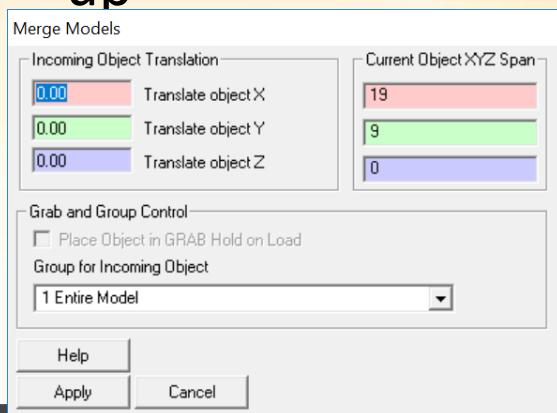 up
Merge Models
Incoming Object Translation
0.00 Translate object X
0.00 Translate object Y
0.00 Translate object Z
Current Object XYZ Span
19
9
0
Grab and Group Control
Place Object in GRAB Hold on Load
Group for Incoming Object
1 Entire Model
Help
Apply Cancel